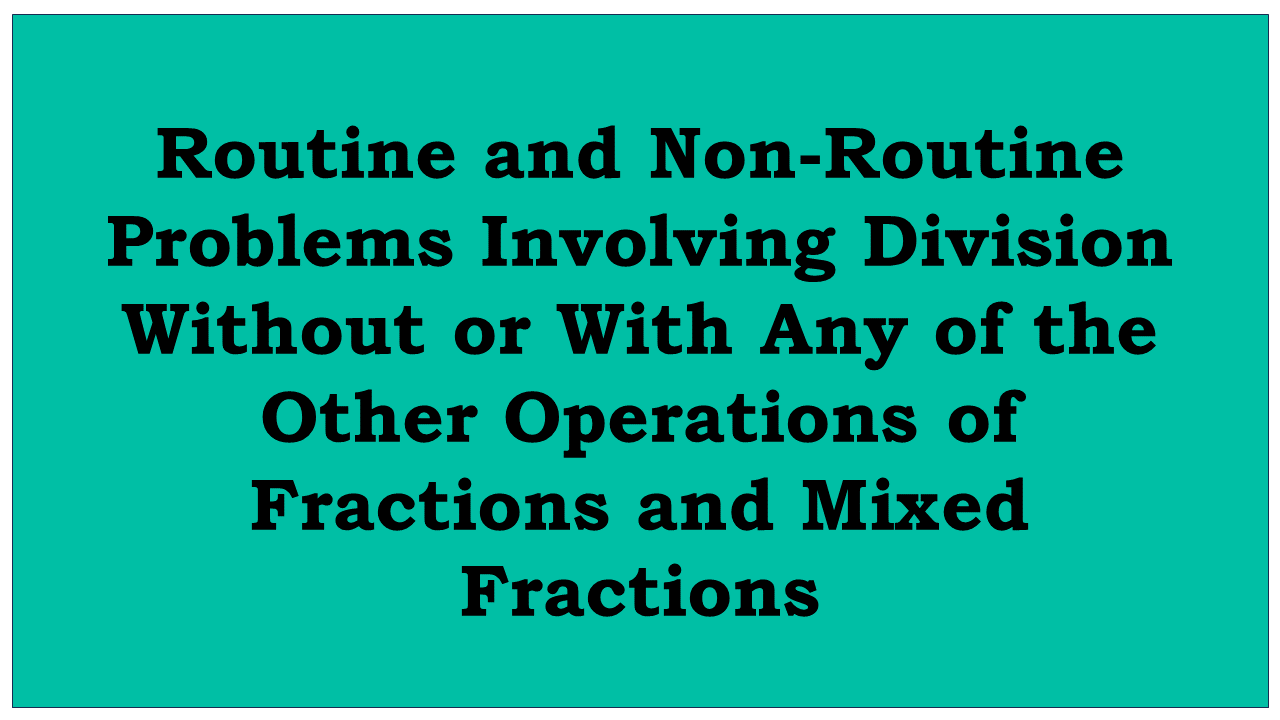 Routine and Non-Routine
Problems Involving Division
Without or With Any of the
Other Operations of
Fractions and Mixed
Fractions